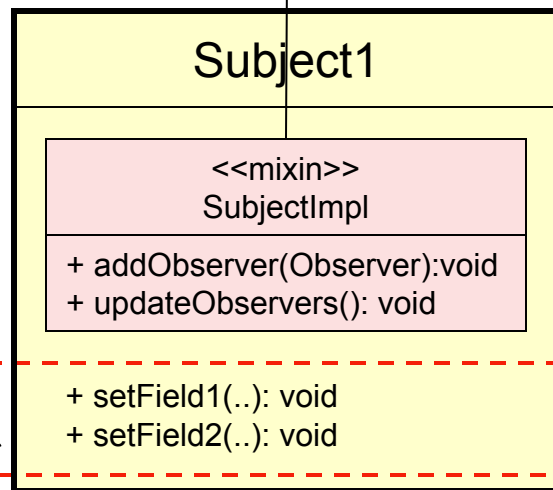 Subject1
<<mixin>>
SubjectImpl
+ addObserver(Observer):void
+ updateObservers(): void
+ setField1(..): void
+ setField2(..): void